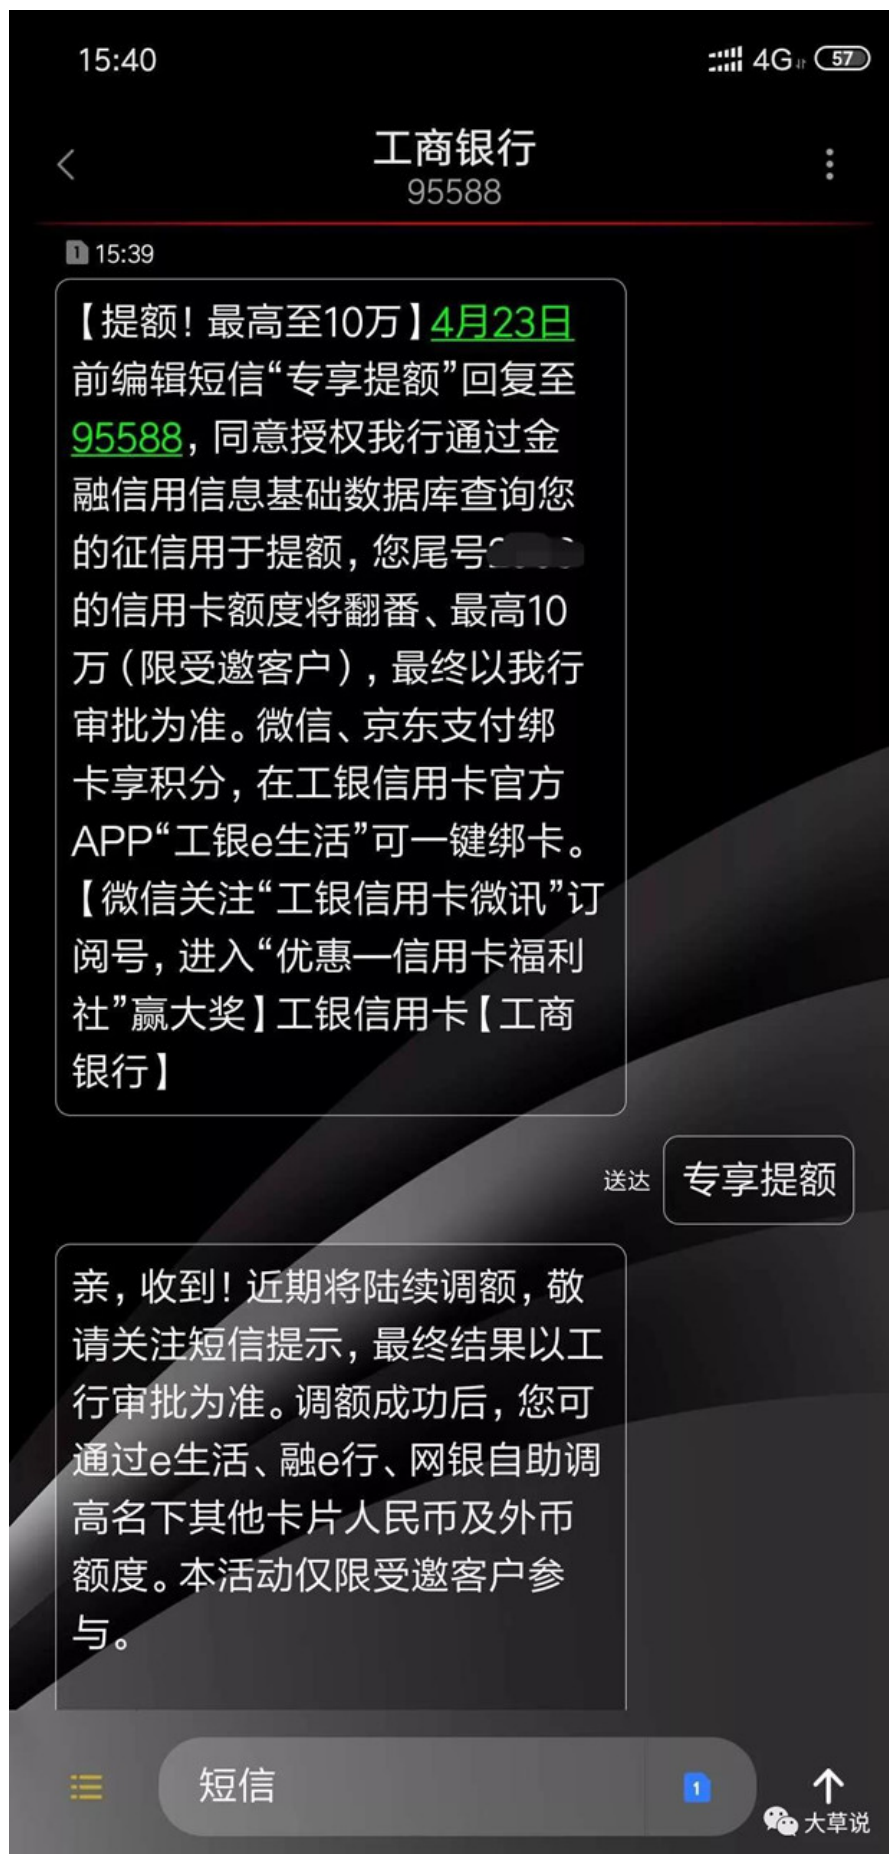 15:40
4G 57
工商银行
95588
1 15:39
【提额！最高至10万】4月23日
前编辑短信“专享提额”回复至
95588，同意授权我行通过金
融信用信息基础数据库查询您
的征信用于提额，您尾号
的信用卡额度将翻番、最高10
万（限受邀客户），最终以我行
审批为准。微信、京东支付绑
卡享积分，在工银信用卡官方
APP“工银e生活”可一键绑卡。
【微信关注“工银信用卡微讯”订
阅号，进入“优惠—信用卡福利
社”赢大奖】工银信用卡【工商
银行】
送达 专享提额
亲，收到！近期将陆续调额，敬
请关注短信提示，最终结果以工
行审批为准。调额成功后，您可
通过e生活、融e行、网银自助调
高名下其他卡片人民币及外币
额度。本活动仅限受邀客户参
与。
短信 1
大草说